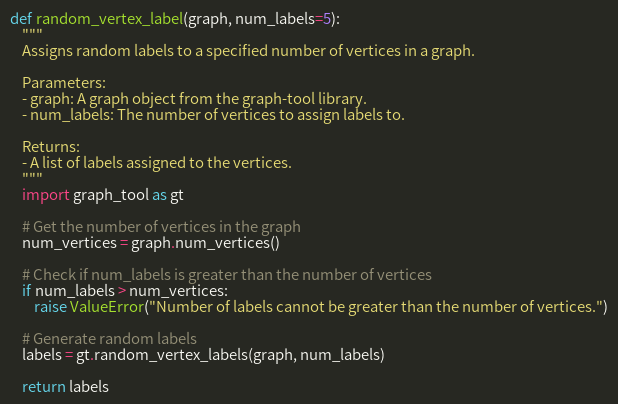 def random_vertex_label(graph, num_labels=5):
"""
Assigns random labels to a specified number of vertices in a graph.
Parameters:
- graph: A graph object from the graph-tool library.
- num_labels: The number of vertices to assign labels to.
Returns:
- A list of labels assigned to the vertices.
"""
import graph_tool as gt
# Get the number of vertices in the graph
num_vertices = graph.num_vertices()
# Check if num_labels is greater than the number of vertices
if num_labels > num_vertices:
raise ValueError("Number of labels cannot be greater than the number of vertices.")
# Generate random labels
labels = gt.random_vertex_labels(graph, num_labels)
return labels